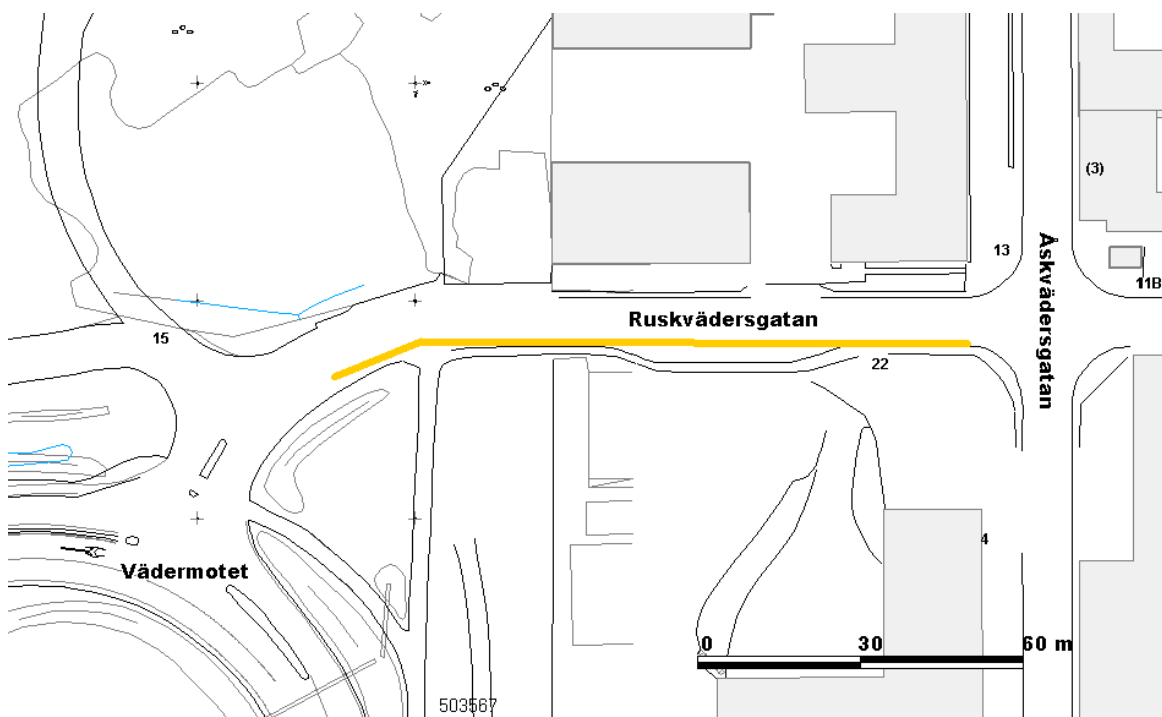 (3)
13
Åskvädersgatan
11B
Ruskvädersgatan
15
22
4
Vädermotet
0 30 60 m
503567